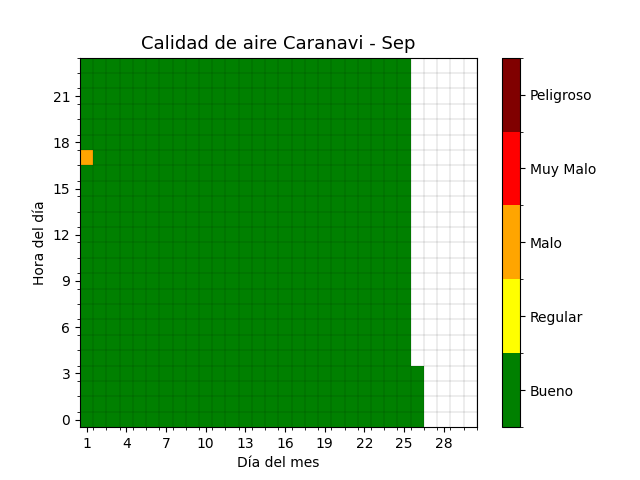 Calidad de aire Caranavi - Sep
Hora del día
21
18
15
12
9
6
3
0
1 4 7 10 13 16 19 22 25 28
Día del mes
Peligroso
Muy Malo
Malo
Regular
Bueno